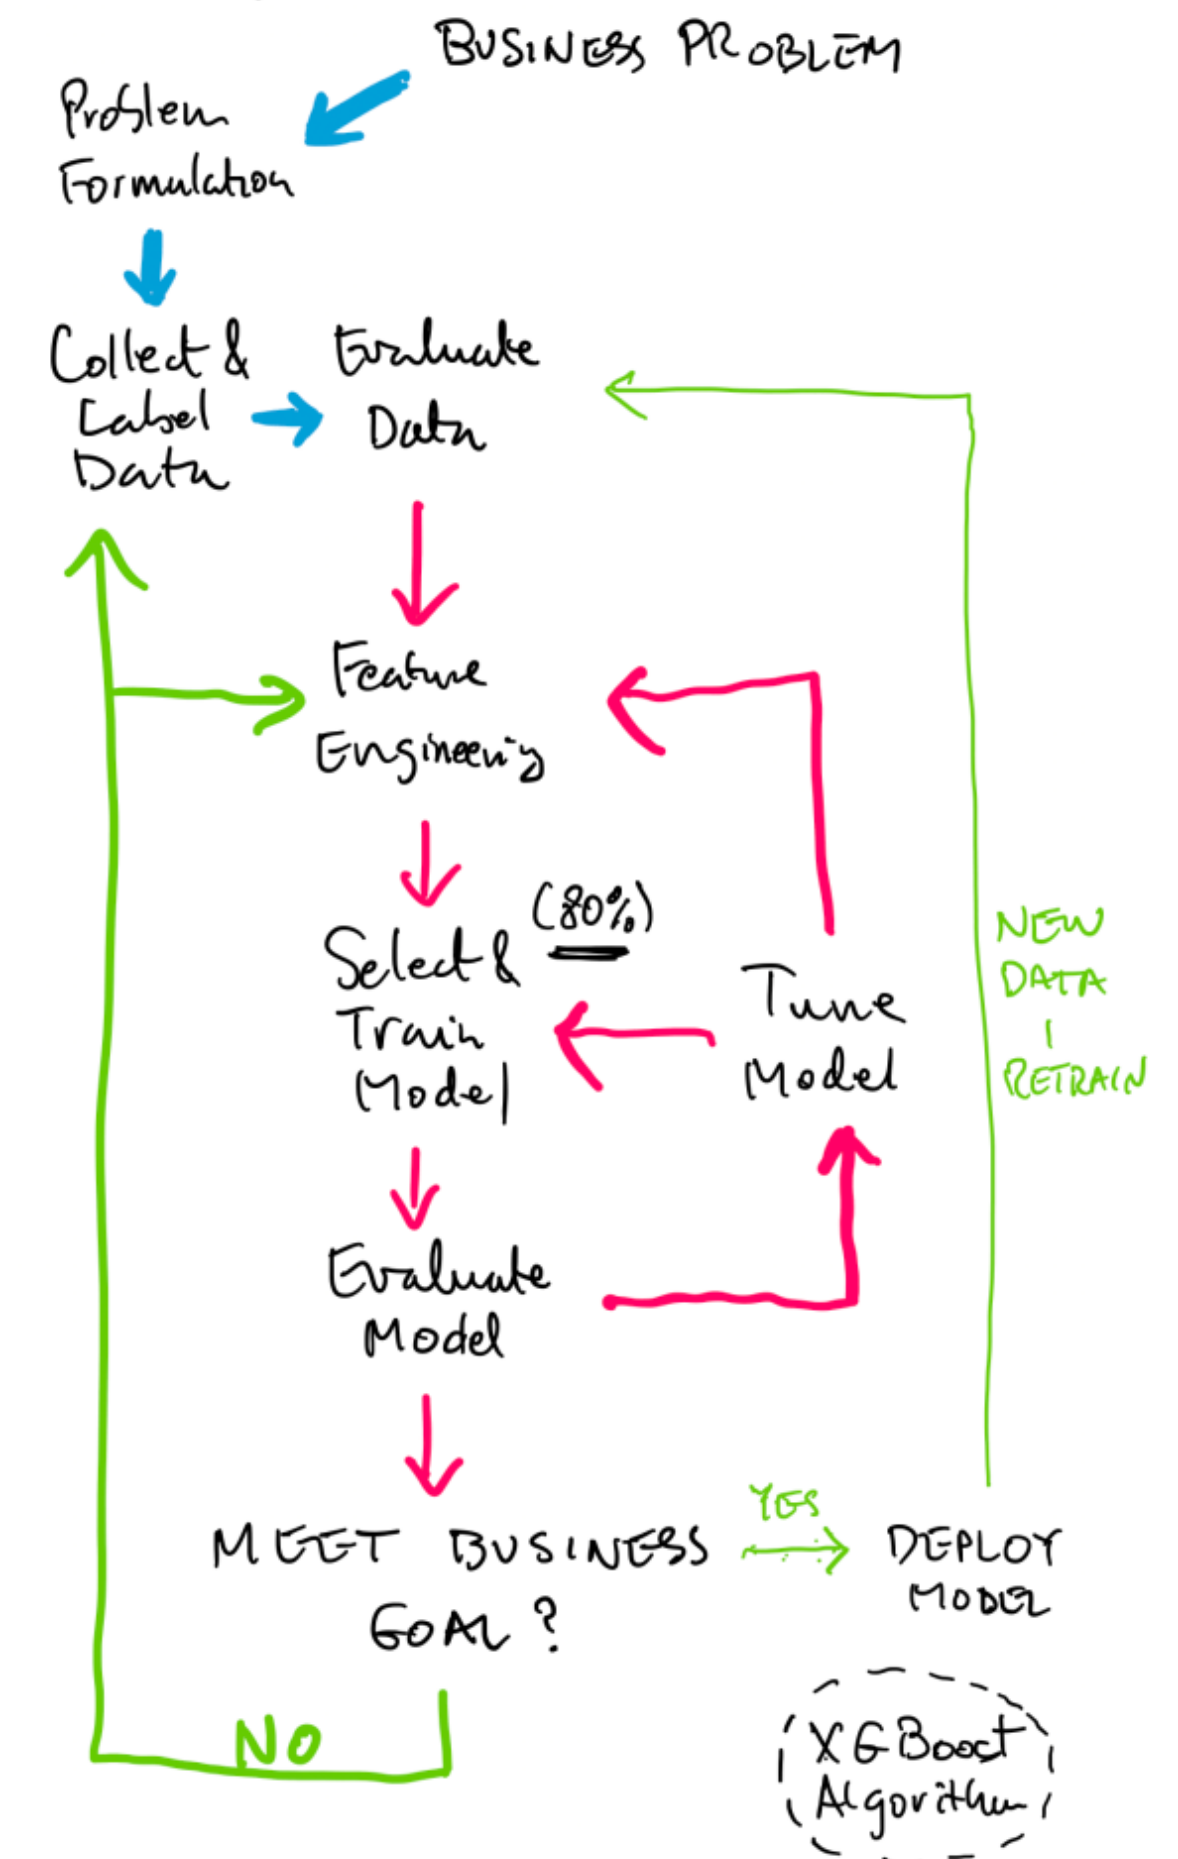 BUSINESS PROBLEM
Problem
Formulation
Collect &
Label
Data
Evaluate
Data
Feature
Engineering
(80%)
Select &
Train
Model
Tune
Model
NEW
DATA
RETRAIN
Evaluate
Model
MEET BUSINESS
GOAL?
YES
DEPLOY
MODEL
NO
XGBoost
Algorithm